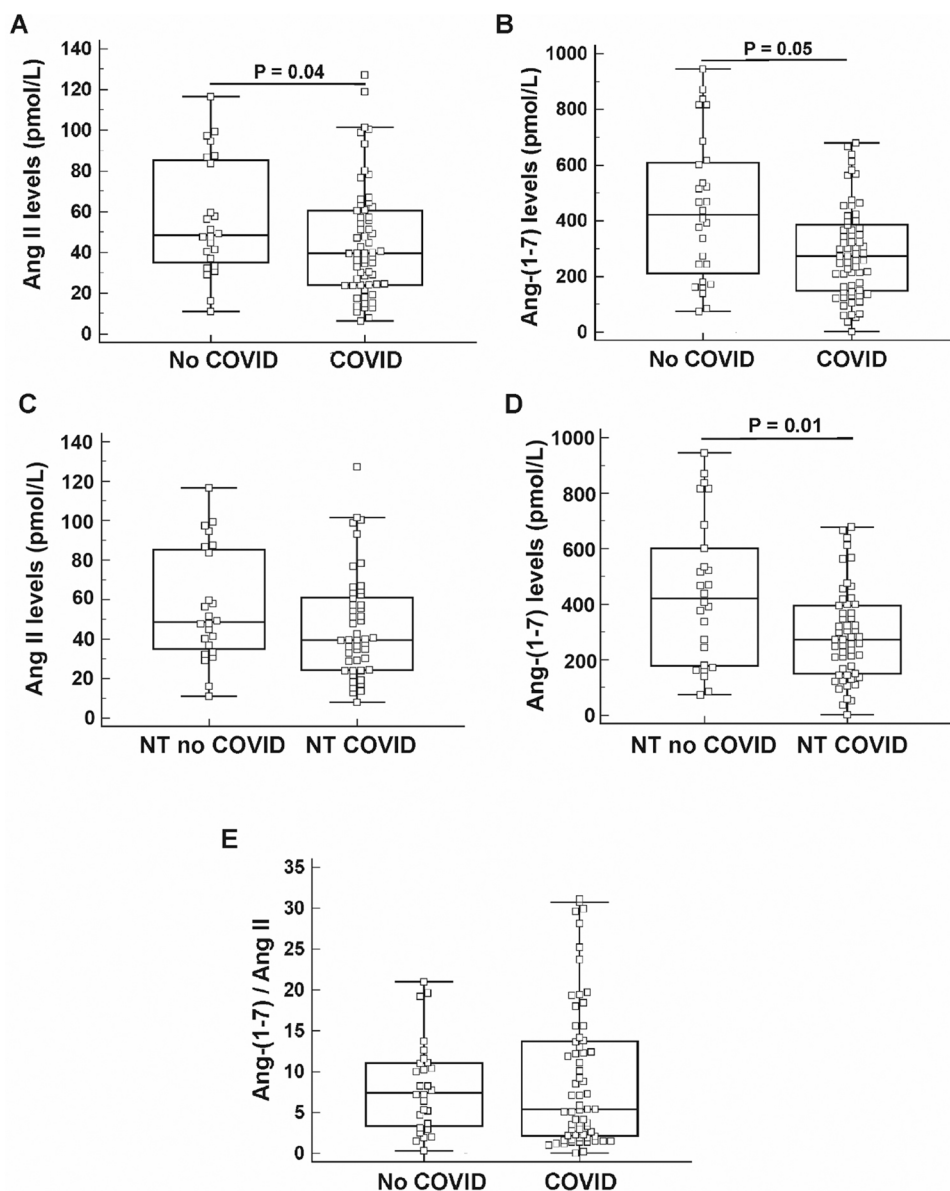 A
Ang II levels (pmol/L)
140
120
100
80
60
40
20
0
P = 0.04
No COVID
COVID
B
Ang-(1-7) levels (pmol/L)
1000
800
600
400
200
0
P = 0.05
No COVID
COVID
C
Ang II levels (pmol/L)
140
120
100
80
60
40
20
0
NT no COVID
NT COVID
D
Ang-(1-7) levels (pmol/L)
1000
800
600
400
200
0
P = 0.01
NT no COVID
NT COVID
E
Ang-(1-7) / Ang II
35
30
25
20
15
10
5
0
No COVID
COVID